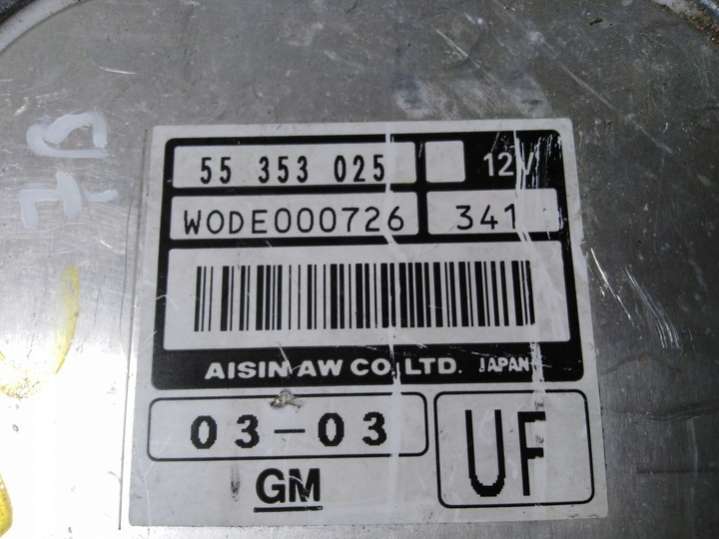 55 353 025 12V
WODE000726 341
AISIN AW CO., LTD. JAPAN
03-03 UF
GM